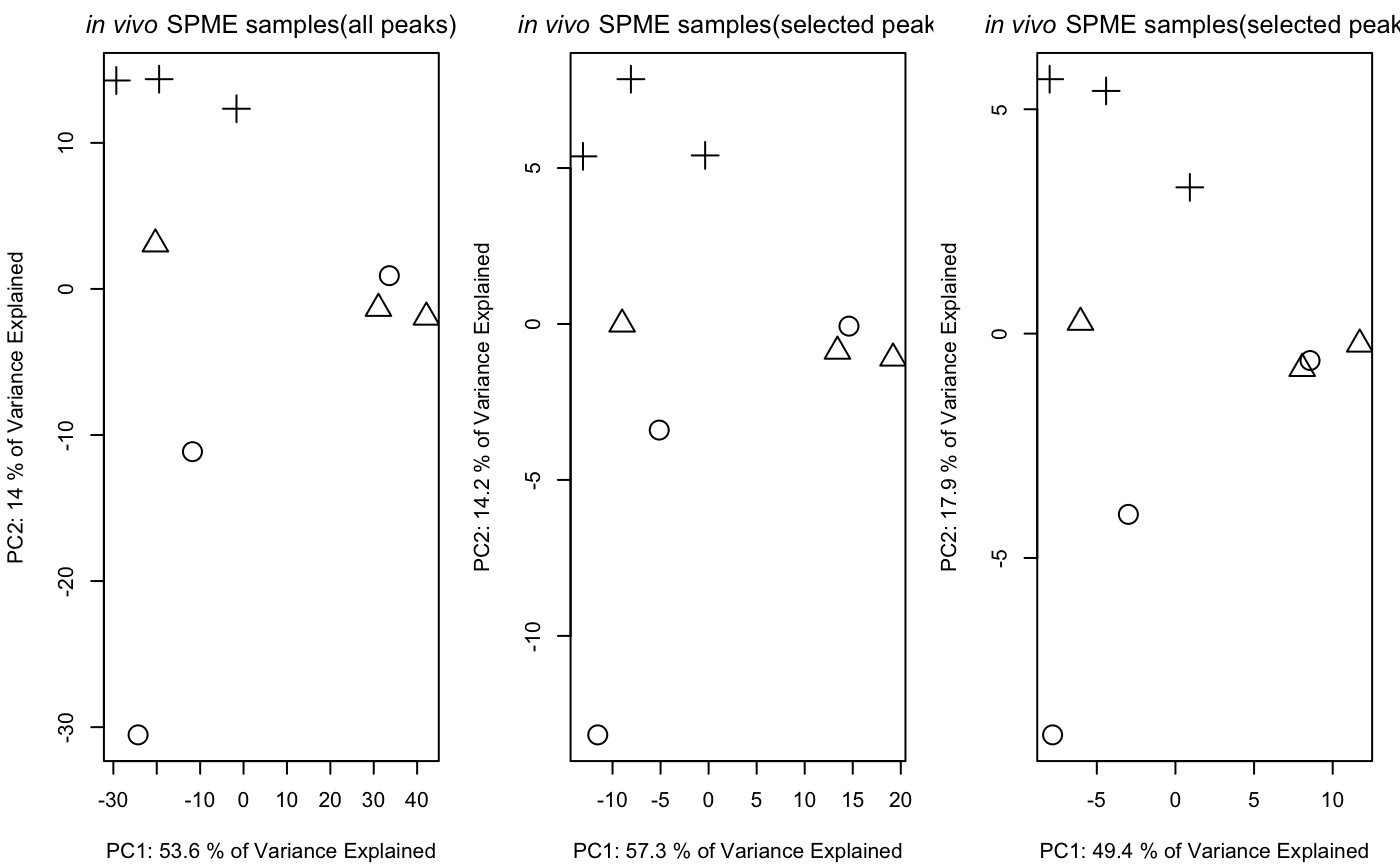 in vivo SPME samples(all peaks)
PC2: 14 % of Variance Explained
10
0
-10
-20
-30
-30 -10 0 10 20 30 40
PC1: 53.6 % of Variance Explained
in vivo SPME samples(selected peak
PC2: 14.2 % of Variance Explained
5
0
-5
-10
-10 -5 0 5 10 15 20
PC1: 57.3 % of Variance Explained
in vivo SPME samples(selected peak
PC2: 17.9 % of Variance Explained
5
0
-5
-5 0 5 10
PC1: 49.4 % of Variance Explained